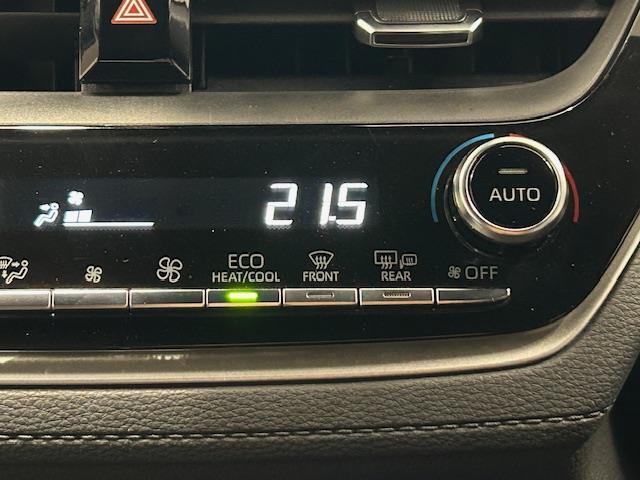 21.5
AUTO
ECO
HEAT/COOL
FRONT
REAR
OFF